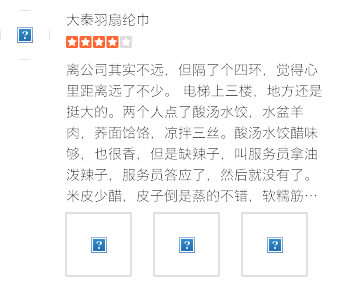 大秦羽扇纶巾
离公司其实不远，但隔了个四环，觉得心
里距离远了不少。 电梯上三楼，地方还是
挺大的。两个人点了酸汤水饺，水盆羊
肉，荞面饸饹，凉拌三丝。酸汤水饺醋味
够，也很香，但是缺辣子，叫服务员拿油
泼辣子，服务员答应了，然后就没有了。
米皮少醋，皮子倒是蒸的不错，软糯筋…